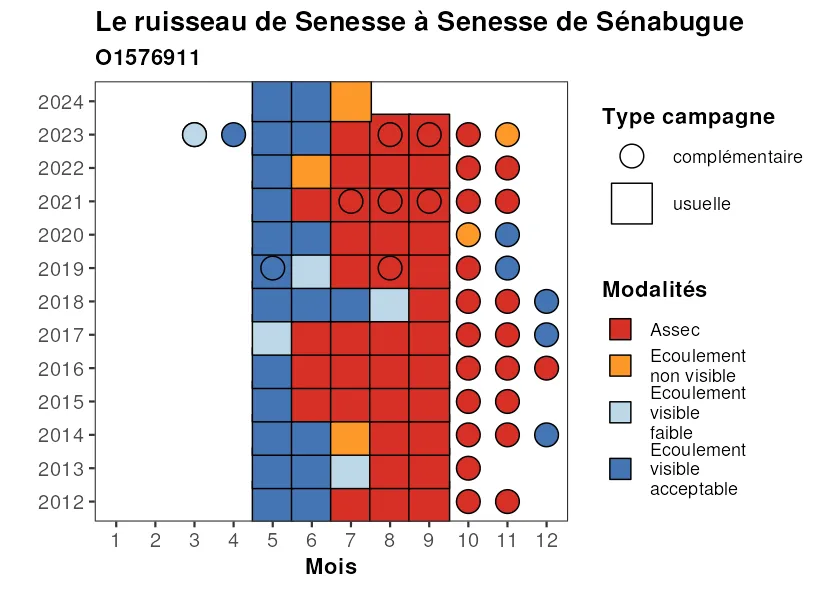 Le ruisseau de Senesse à Senesse de Sénabugue
O1576911
2024
2023
2022
2021
2020
2019
2018
2017
2016
2015
2014
2013
2012
1 2 3 4 5 6 7 8 9 10 11 12
Mois
Type campagne
complémentaire
usuelle
Modalités
Assec
Ecoulement
non visible
Ecoulement
visible
faible
Ecoulement
visible
acceptable